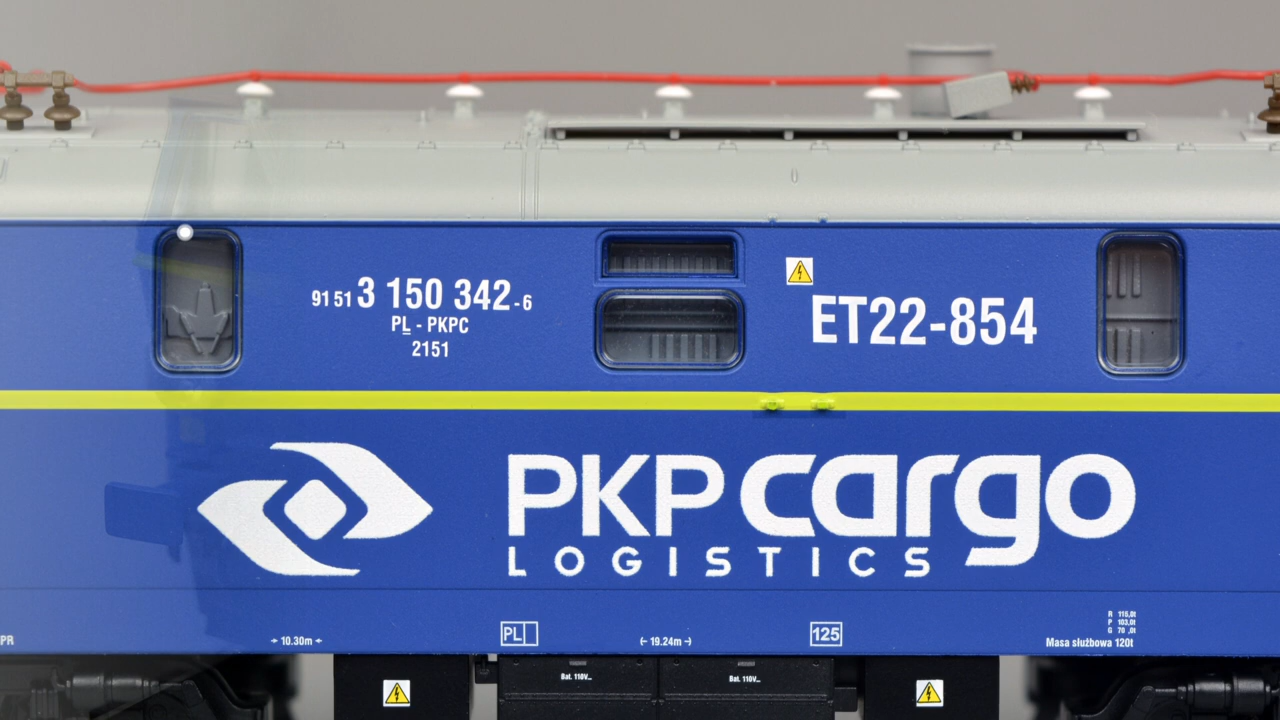 91 51 3 150 342-6
PL - PKPC
2151
ET22-854
PKP CARGO
LOGISTICS
PR
10.30m
PL
19.24m
125
R 115,0t
P 103,0t
G 70 ,0t
Masa służbowa 120t
Bat. 110V
Bat. 110V